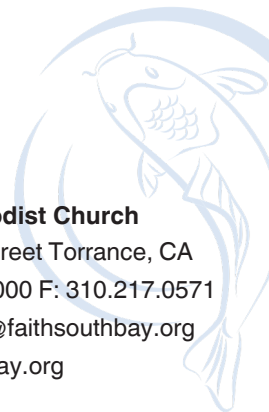 odist Church
reet Torrance, CA
000 F: 310.217.0571
@faithsouthbay.org
ay.org